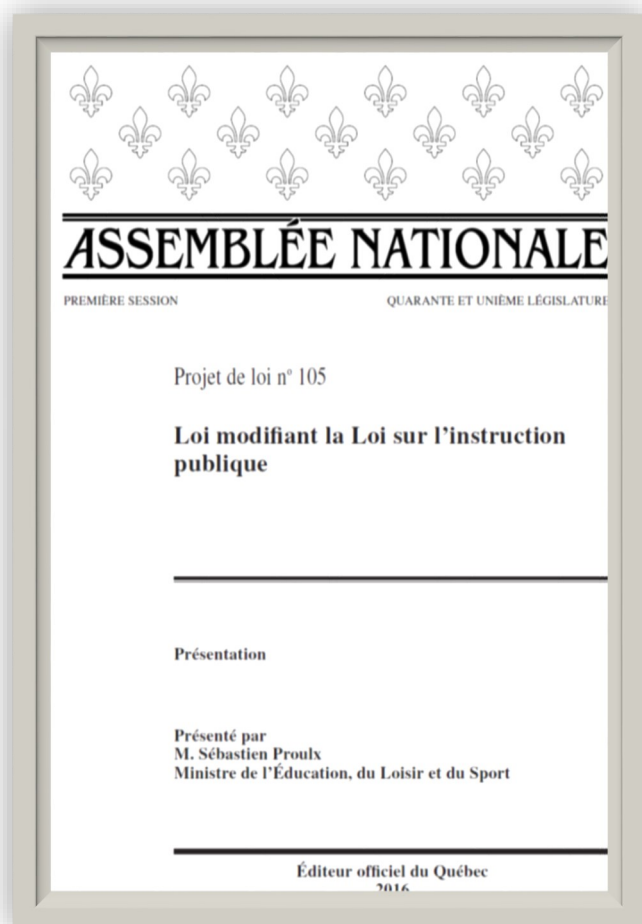 ASSEMBLÉE NATIONALE
PREMIÈRE SESSION QUARANTE ET UNIÈME LÉGISLATURE
Projet de loi nº 105
Loi modifiant la Loi sur l’instruction
publique
Présentation
Présenté par
M. Sébastien Proulx
Ministre de l’Éducation, du Loisir et du Sport
Éditeur officiel du Québec
2016